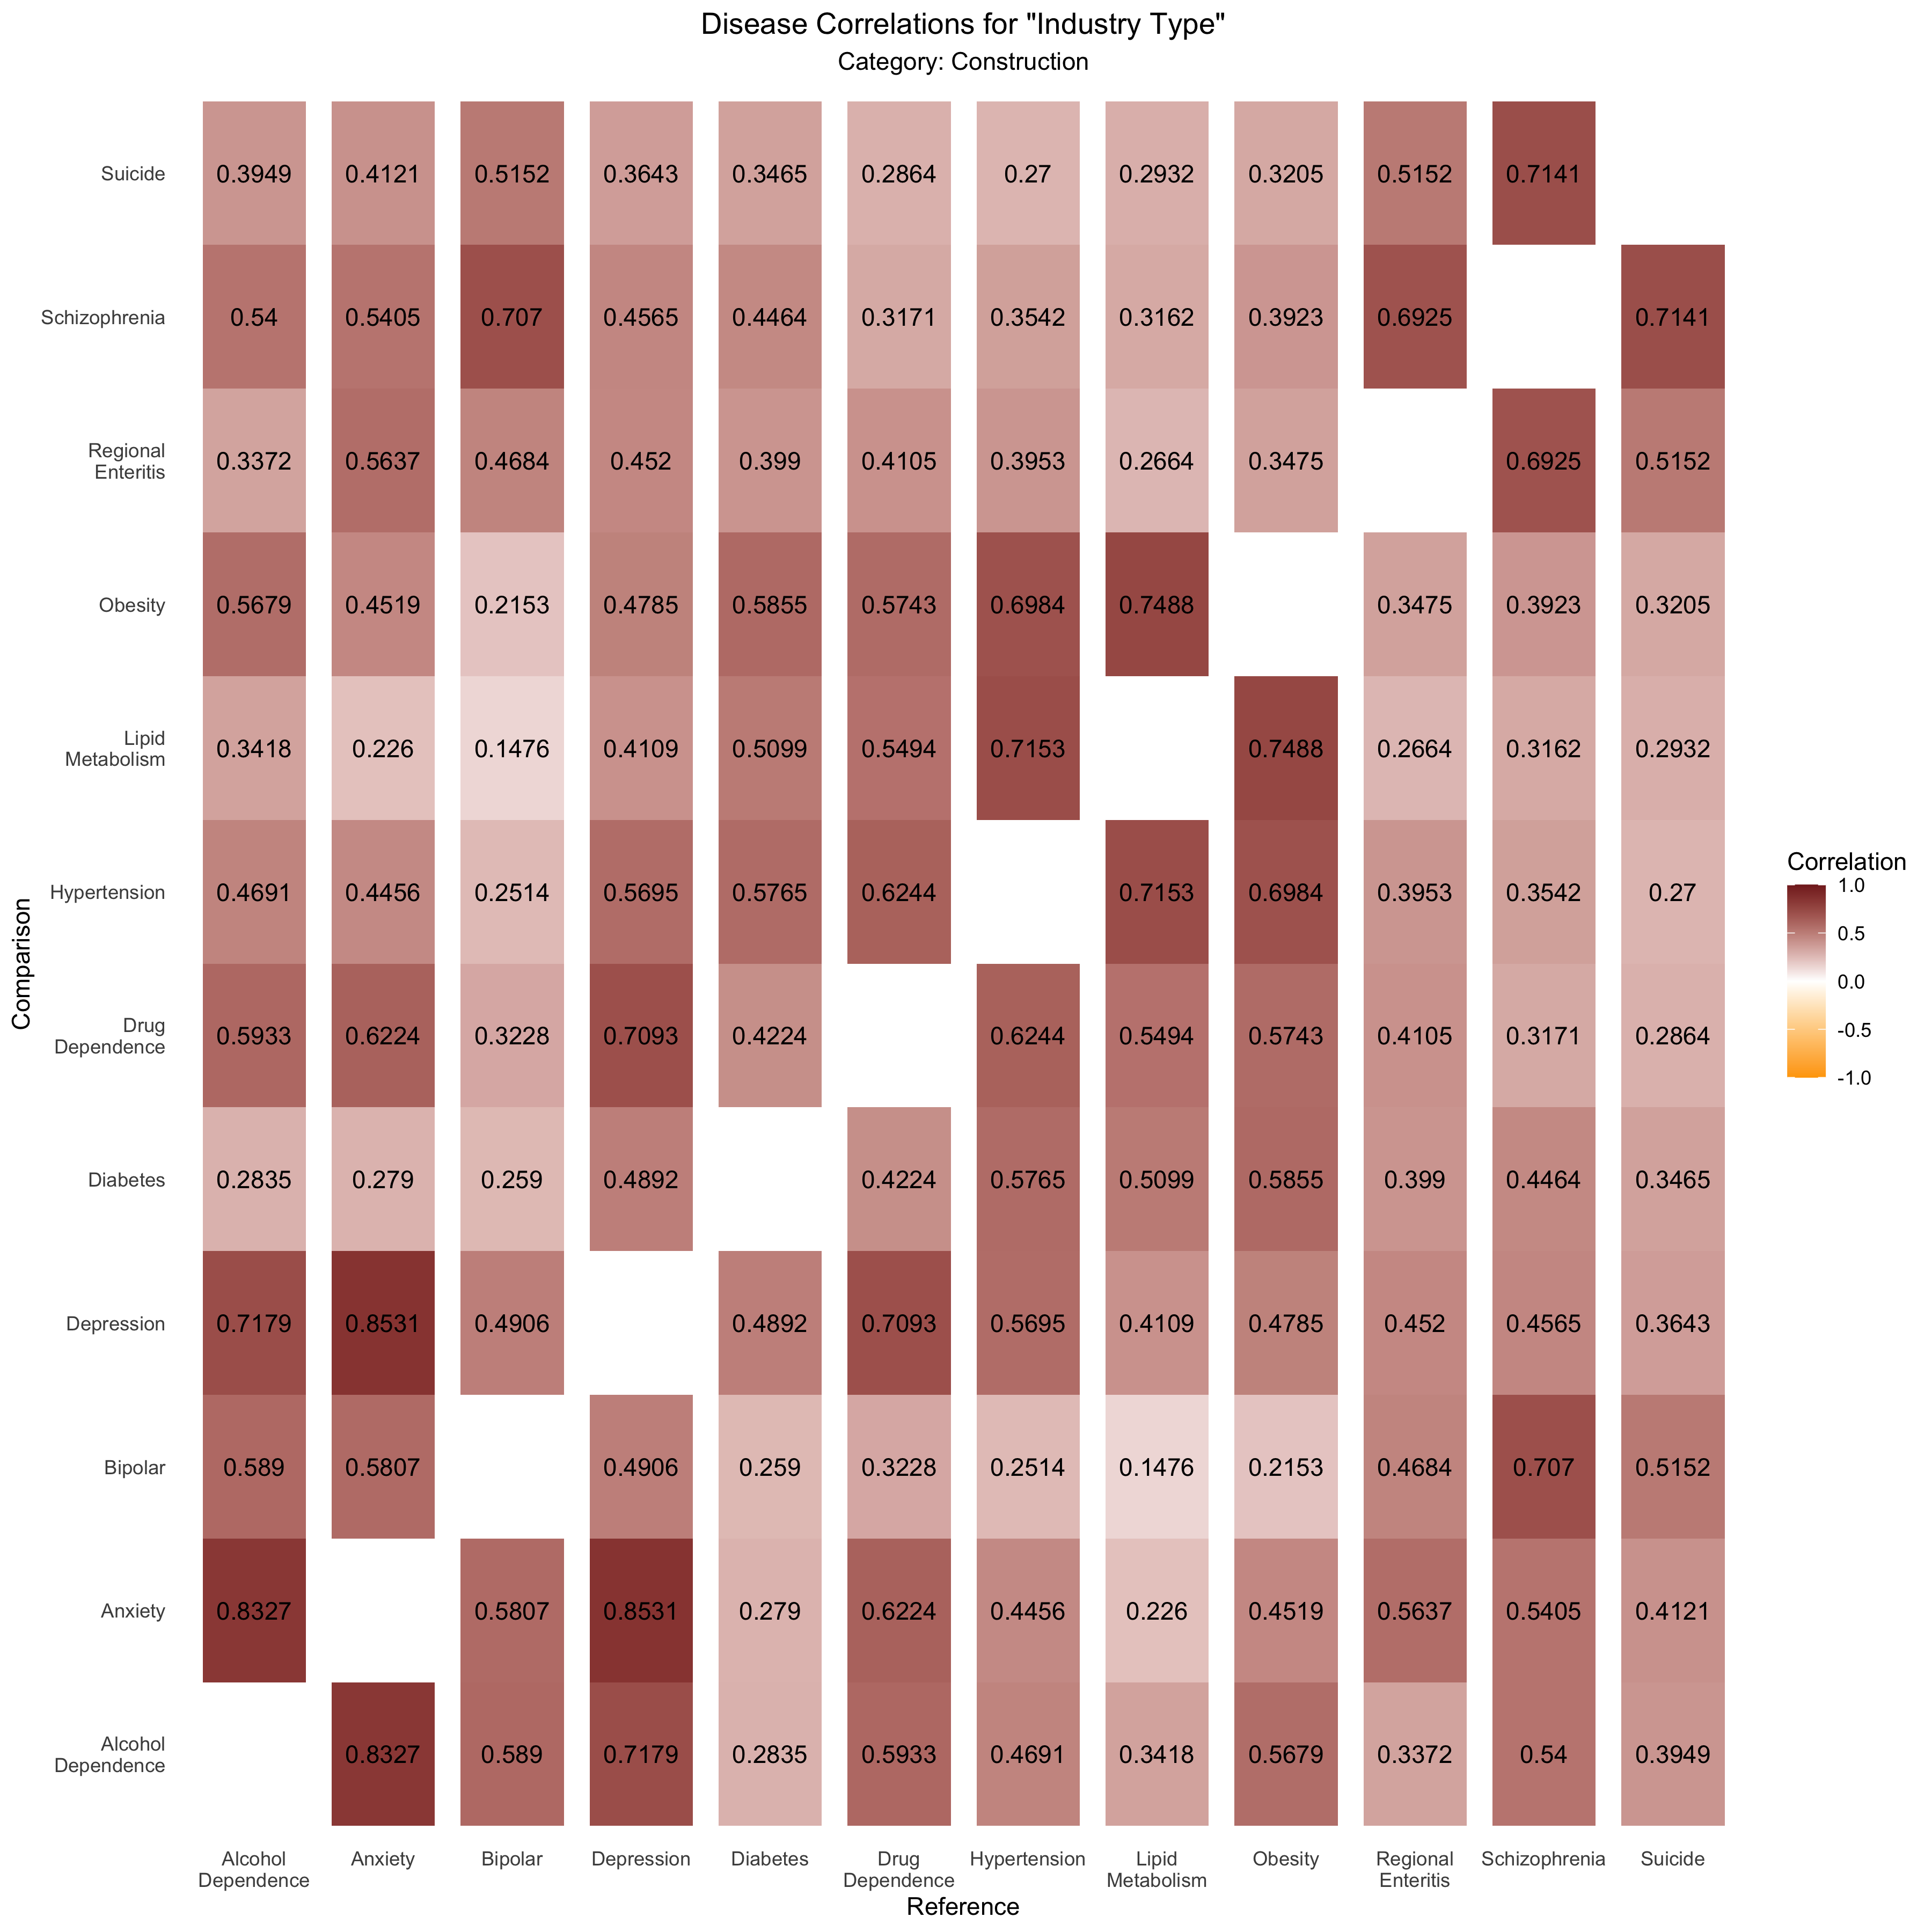 Disease Correlations for "Industry Type"
Category: Construction
Suicide 0.3949 0.4121 0.5152 0.3643 0.3465 0.2864 0.27 0.2932 0.3205 0.5152 0.7141
Schizophrenia 0.54 0.5405 0.707 0.4565 0.4464 0.3171 0.3542 0.3162 0.3923 0.6925 0.7141
Regional
Enteritis
0.3372 0.5637 0.4684 0.452 0.399 0.4105 0.3953 0.2664 0.3475 0.6925 0.5152
Obesity 0.5679 0.4519 0.2153 0.4785 0.5855 0.5743 0.6984 0.7488 0.3475 0.3923 0.3205
Lipid
Metabolism
0.3418 0.226 0.1476 0.4109 0.5099 0.5494 0.7153 0.7488 0.2664 0.3162 0.2932
Hypertension 0.4691 0.4456 0.2514 0.5695 0.5765 0.6244 0.7153 0.6984 0.3953 0.3542 0.27
Drug
Dependence
0.5933 0.6224 0.3228 0.7093 0.4224 0.6244 0.5494 0.5743 0.4105 0.3171 0.2864
Diabetes 0.2835 0.279 0.259 0.4892 0.4224 0.5765 0.5099 0.5855 0.399 0.4464 0.3465
Depression 0.7179 0.8531 0.4906 0.4892 0.7093 0.5695 0.4109 0.4785 0.452 0.4565 0.3643
Bipolar 0.589 0.5807 0.4906 0.259 0.3228 0.2514 0.1476 0.2153 0.4684 0.707 0.5152
Anxiety 0.8327 0.5807 0.8531 0.279 0.6224 0.4456 0.226 0.4519 0.5637 0.5405 0.4121
Alcohol
Dependence
0.8327 0.589 0.7179 0.2835 0.5933 0.4691 0.3418 0.5679 0.3372 0.54 0.3949
Comparison
Alcohol
Dependence
Anxiety
Bipolar
Depression
Diabetes
Drug
Dependence
Hypertension
Lipid
Metabolism
Obesity
Regional
Enteritis
Schizophrenia
Suicide
Reference
Correlation
1.0
0.5
0.0
-0.5
-1.0